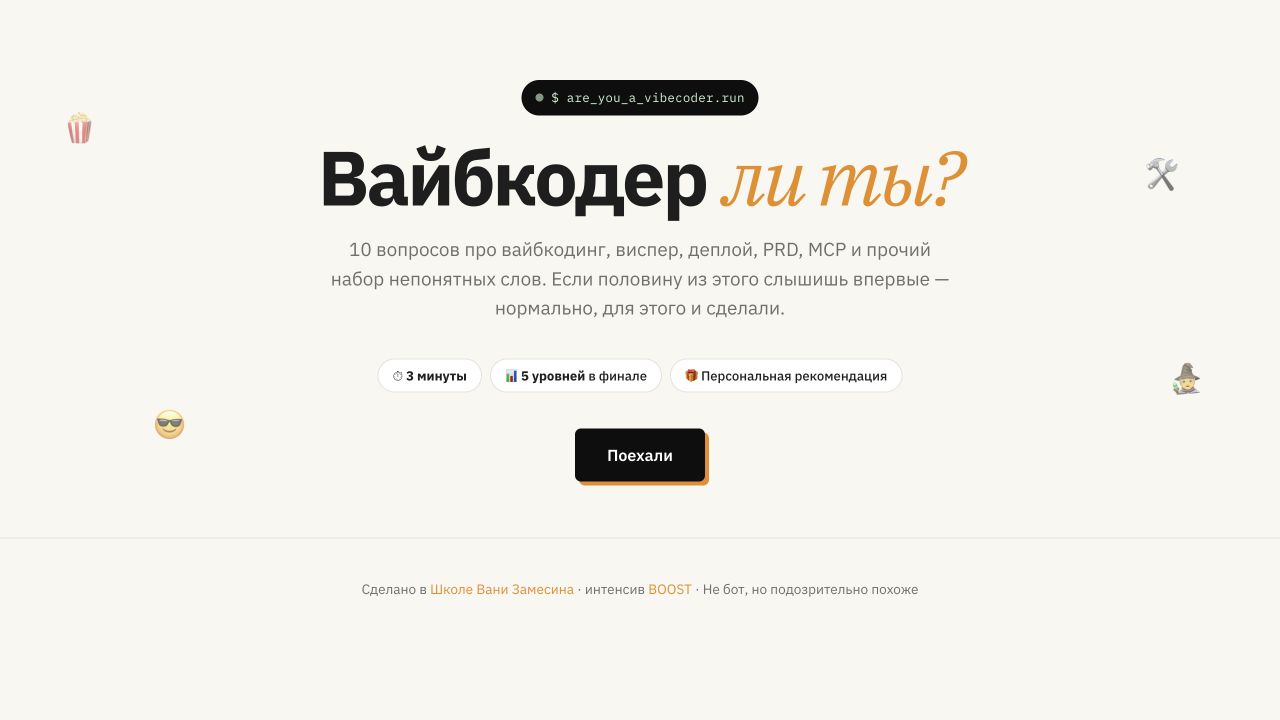 $ are_you_a_vibecoder.run
Вайбкодер ли ты?
10 вопросов про вайбкодинг, виспер, деплой, PRD, MCP и прочий
набор непонятных слов. Если половину из этого слышишь впервые —
нормально, для этого и сделали.
⏱ 3 минуты
📊 5 уровней в финале
🎁 Персональная рекомендация
Поехали
Сделано в Школе Вани Замесина · интенсив BOOST · Не бот, но подозрительно похоже